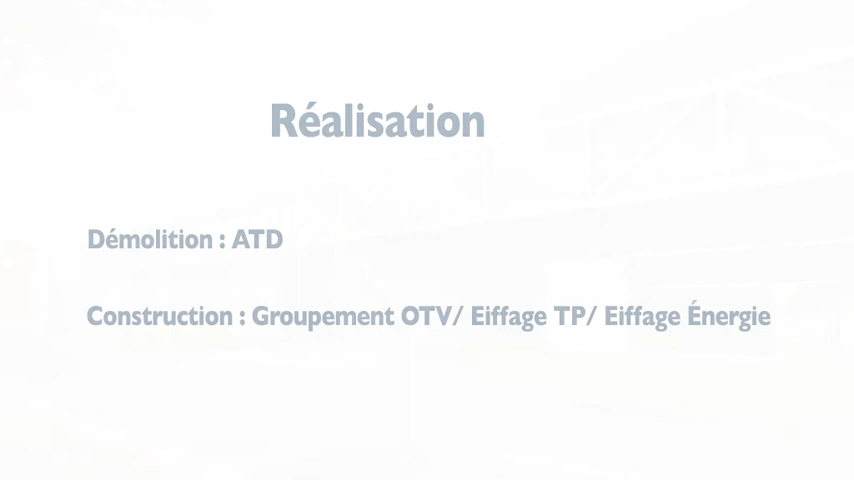 Réalisation
Démolition : ATD
Construction : Groupement OTV/ Eiffage TP/ Eiffage Énergie